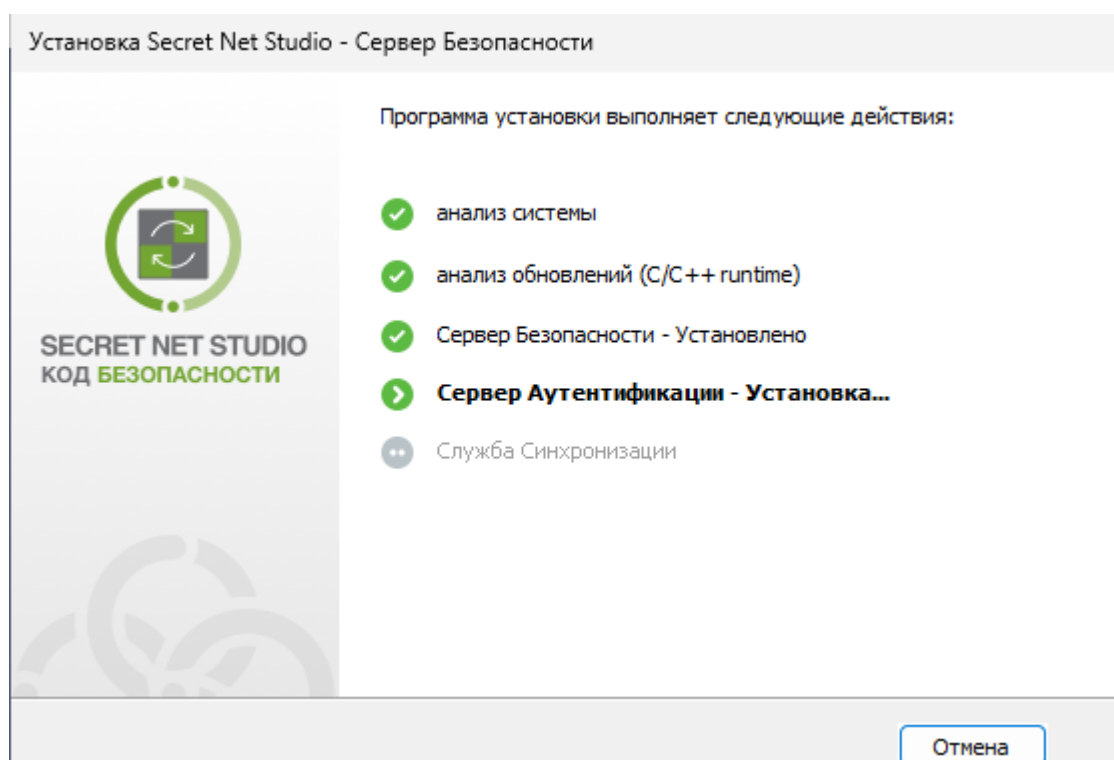 Установка Secret Net Studio - Сервер Безопасности
Программа установки выполняет следующие действия:
анализ системы
анализ обновлений (C/C++ runtime)
Сервер Безопасности - Установлено
Сервер Аутентификации - Установка...
Служба Синхронизации
SECRET NET STUDIO
КОД БЕЗОПАСНОСТИ
Отмена